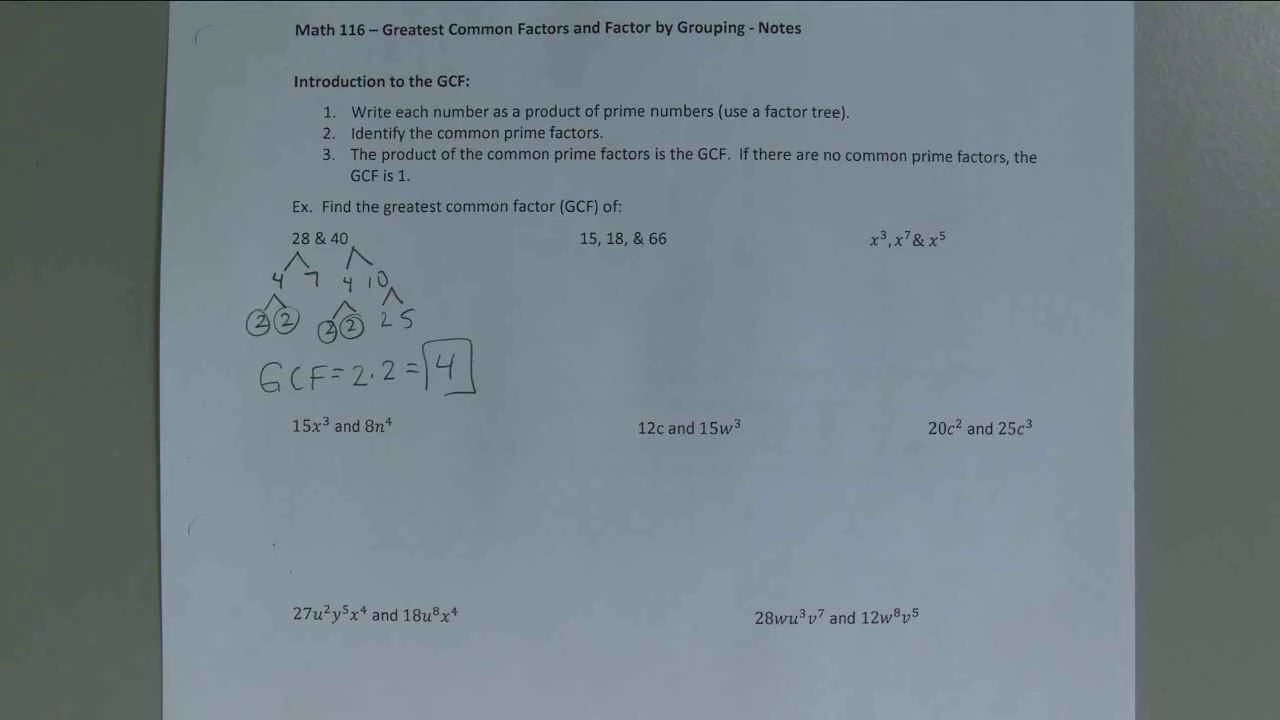 Math 116 – Greatest Common Factors and Factor by Grouping - Notes
Introduction to the GCF:
1. Write each number as a product of prime numbers (use a factor tree).
2. Identify the common prime factors.
3. The product of the common prime factors is the GCF. If there are no common prime factors, the
GCF is 1.
Ex. Find the greatest common factor (GCF) of:
28 & 40 15, 18, & 66 x³, x⁷ & x⁵
4 7 4 10
2 2 2 2 2 5
GCF = 2 · 2 = 4
15x³ and 8n⁴ 12c and 15w³ 20c² and 25c³
27u²y⁵x⁴ and 18u⁸x⁴ 28wu³v⁷ and 12w⁸v⁵